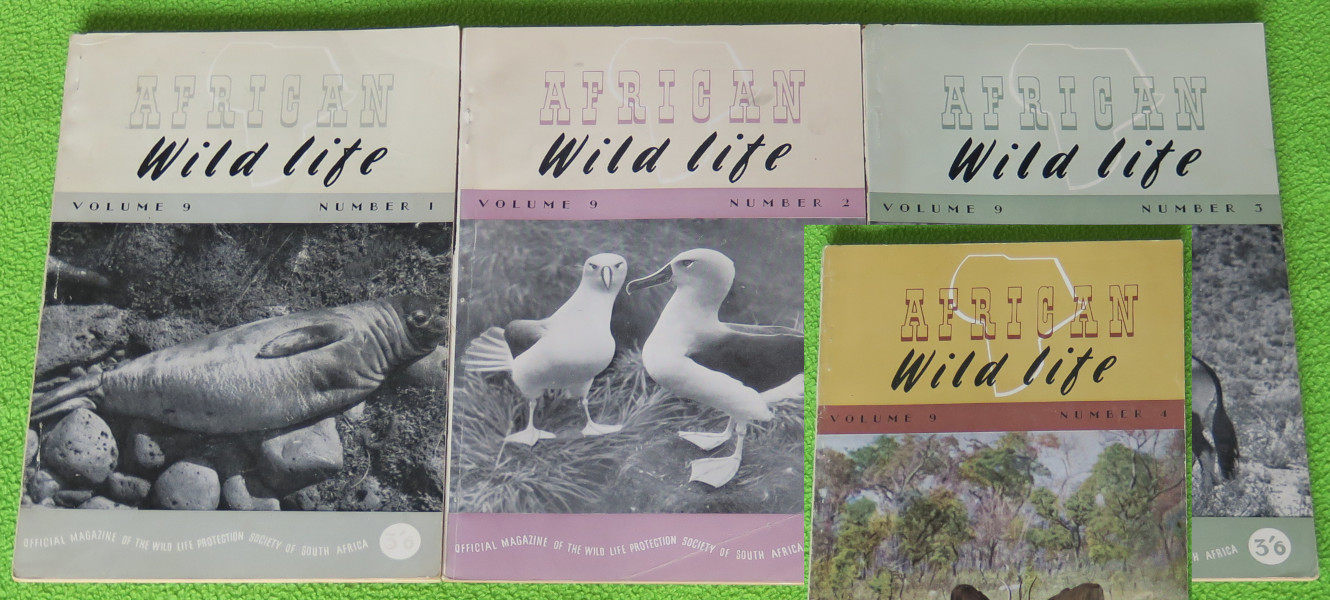 AFRICAN
Wild life
VOLUME 9 NUMBER 1
OFFICIAL MAGAZINE OF THE WILD LIFE PROTECTION SOCIETY OF SOUTH AFRICA 3'6
AFRICAN
Wild life
VOLUME 9 NUMBER 2
OFFICIAL MAGAZINE OF THE WILD LIFE PROTECTION SOCIETY OF SOUTH AFRICA
AFRICAN
Wild life
VOLUME 9 NUMBER 3
AFRICA 3'6
AFRICAN
Wild life
VOLUME 9 NUMBER 4